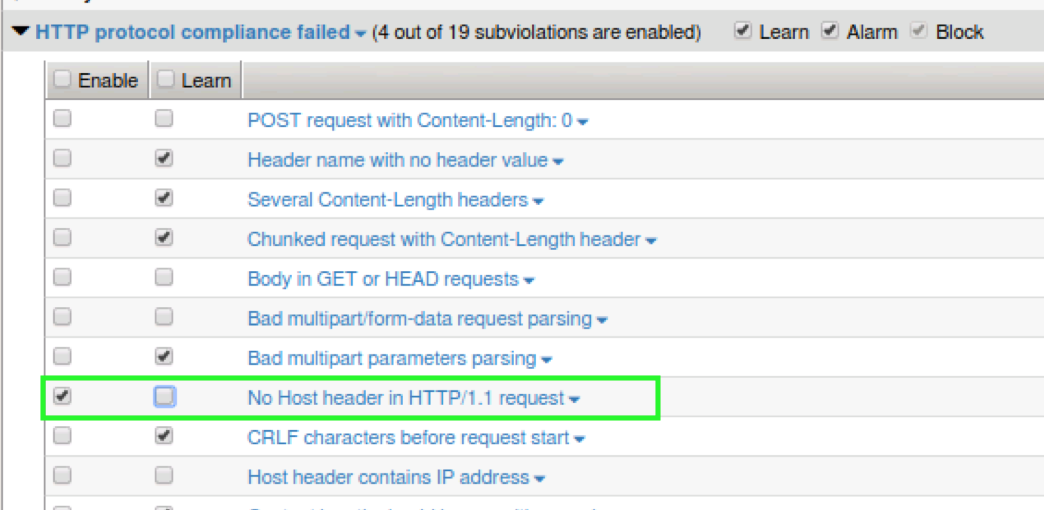 HTTP protocol compliance failed (4 out of 19 subviolations are enabled) Learn Alarm Block
Enable Learn
POST request with Content-Length: 0
Header name with no header value
Several Content-Length headers
Chunked request with Content-Length header
Body in GET or HEAD requests
Bad multipart/form-data request parsing
Bad multipart parameters parsing
No Host header in HTTP/1.1 request
CRLF characters before request start
Host header contains IP address